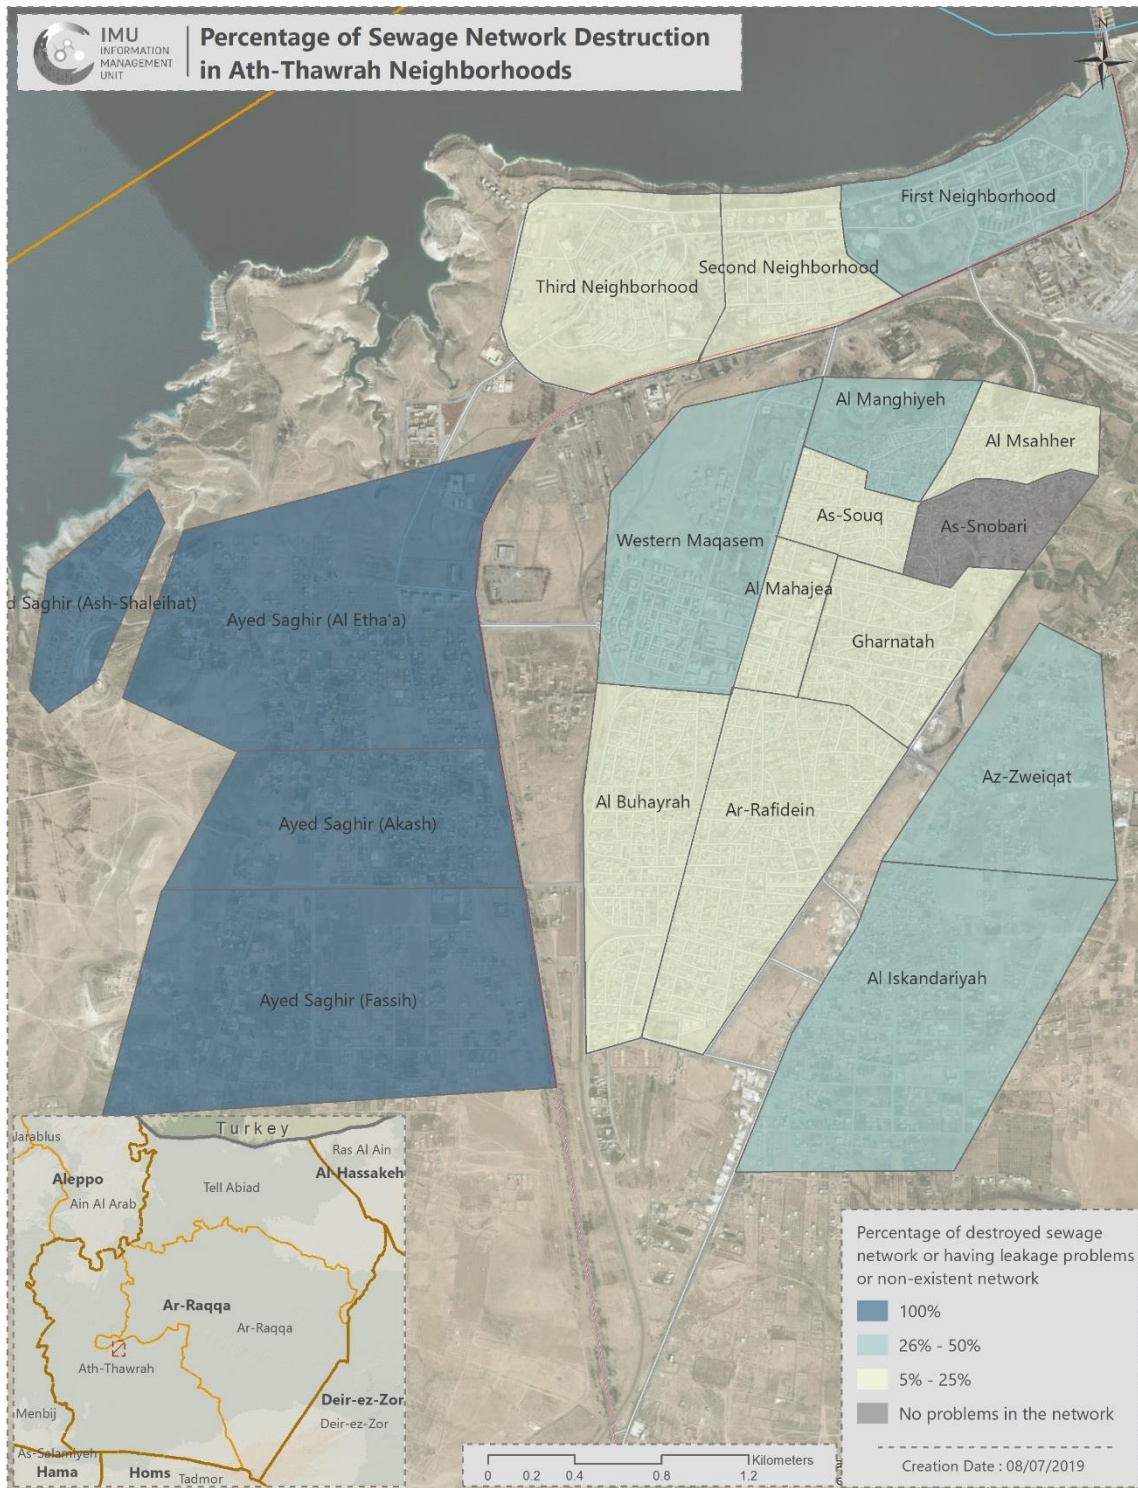 IMU
INFORMATION
MANAGEMENT
UNIT
Percentage of Sewage Network Destruction
in Ath-Thawrah Neighborhoods
N
First Neighborhood
Second Neighborhood
Third Neighborhood
Al Manghiyeh
Al Msahher
As-Souq
As-Snobari
Western Maqasem
Al Mahajea
d Saghir (Ash-Shaleihat)
Ayed Saghir (Al Etha'a)
Gharnatah
Az-Zweiqat
Al Buhayrah
Ar-Rafidein
Ayed Saghir (Akash)
Al Iskandariyah
Ayed Saghir (Fassih)
Turkey
Jarablus
Ras Al Ain
Al-Hassakeh
Aleppo
Tell Abiad
Ain Al Arab
Ar-Raqqa
Ar-Raqqa
Ath-Thawrah
Deir-ez-Zor
Menbij
Deir-ez-Zor
As-Salamiyeh
Hama
Homs
Tadmor
Kilometers
0 0.2 0.4 0.8 1.2
Percentage of destroyed sewage
network or having leakage problems
or non-existent network
100%
26% - 50%
5% - 25%
No problems in the network
Creation Date : 08/07/2019